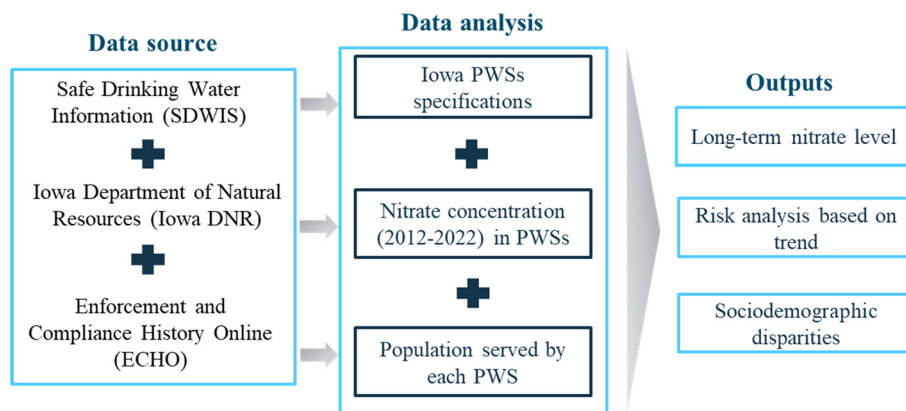 Data source
Safe Drinking Water
Information (SDWIS)
Iowa Department of Natural
Resources (Iowa DNR)
Enforcement and
Compliance History Online
(ECHO)
Data analysis
Iowa PWSs
specifications
Nitrate concentration
(2012-2022) in PWSs
Population served by
each PWS
Outputs
Long-term nitrate level
Risk analysis based on
trend
Sociodemographic
disparities